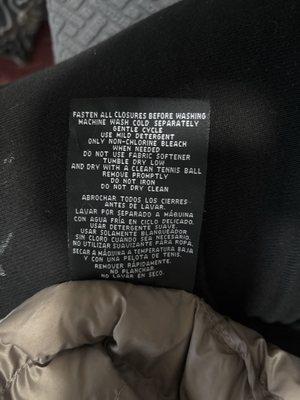 FASTEN ALL CLOSURES BEFORE WASHING
MACHINE WASH COLD SEPARATELY
GENTLE CYCLE
USE MILD DETERGENT
ONLY NON-CHLORINE BLEACH
WHEN NEEDED
DO NOT USE FABRIC SOFTENER
TUMBLE DRY LOW
AND DRY WITH A CLEAN TENNIS BALL
REMOVE PROMPTLY
DO NOT IRON
DO NOT DRY CLEAN
ABROCHAR TODOS LOS CIERRES
ANTES DE LAVAR.
LAVAR POR SEPARADO A MÁQUINA
CON AGUA FRÍA EN CICLO DELICADO.
USAR DETERGENTE SUAVE.
USAR SOLAMENTE BLANQUEADOR
SIN CLORO CUANDO SEA NECESARIO.
NO UTILIZAR SUAVIZANTE PARA ROPA.
SECAR A MÁQUINA A TEMPERATURA BAJA
Y CON UNA PELOTA DE TENIS.
REMOVER RÁPIDAMENTE.
NO PLANCHAR.
NO LAVAR EN SECO.